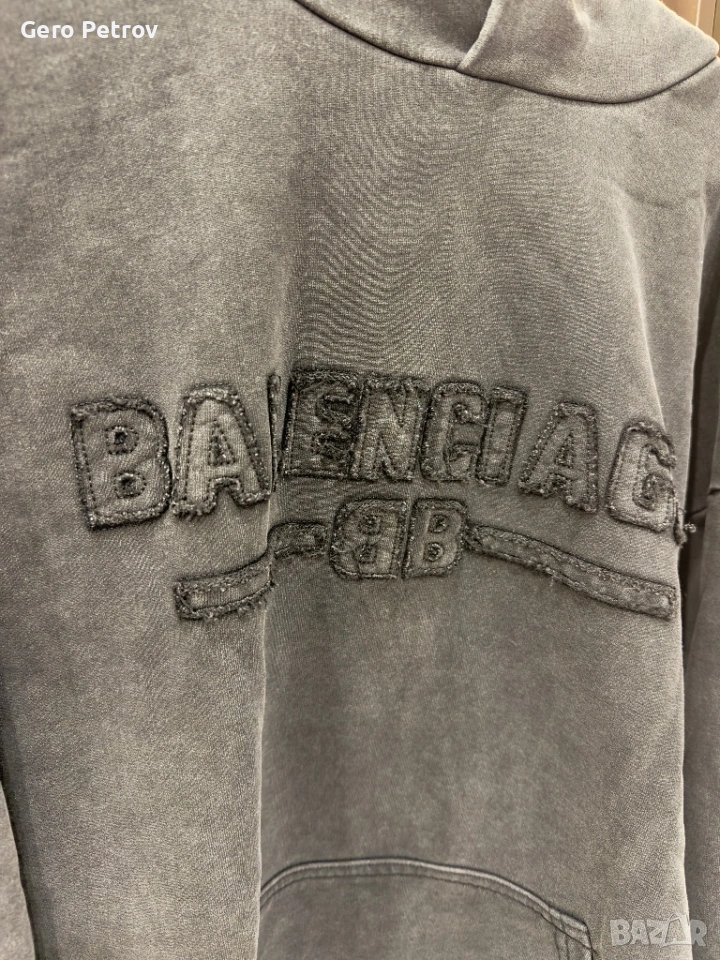 Gero Petrov
BALENCIAG
BB
BAZAR